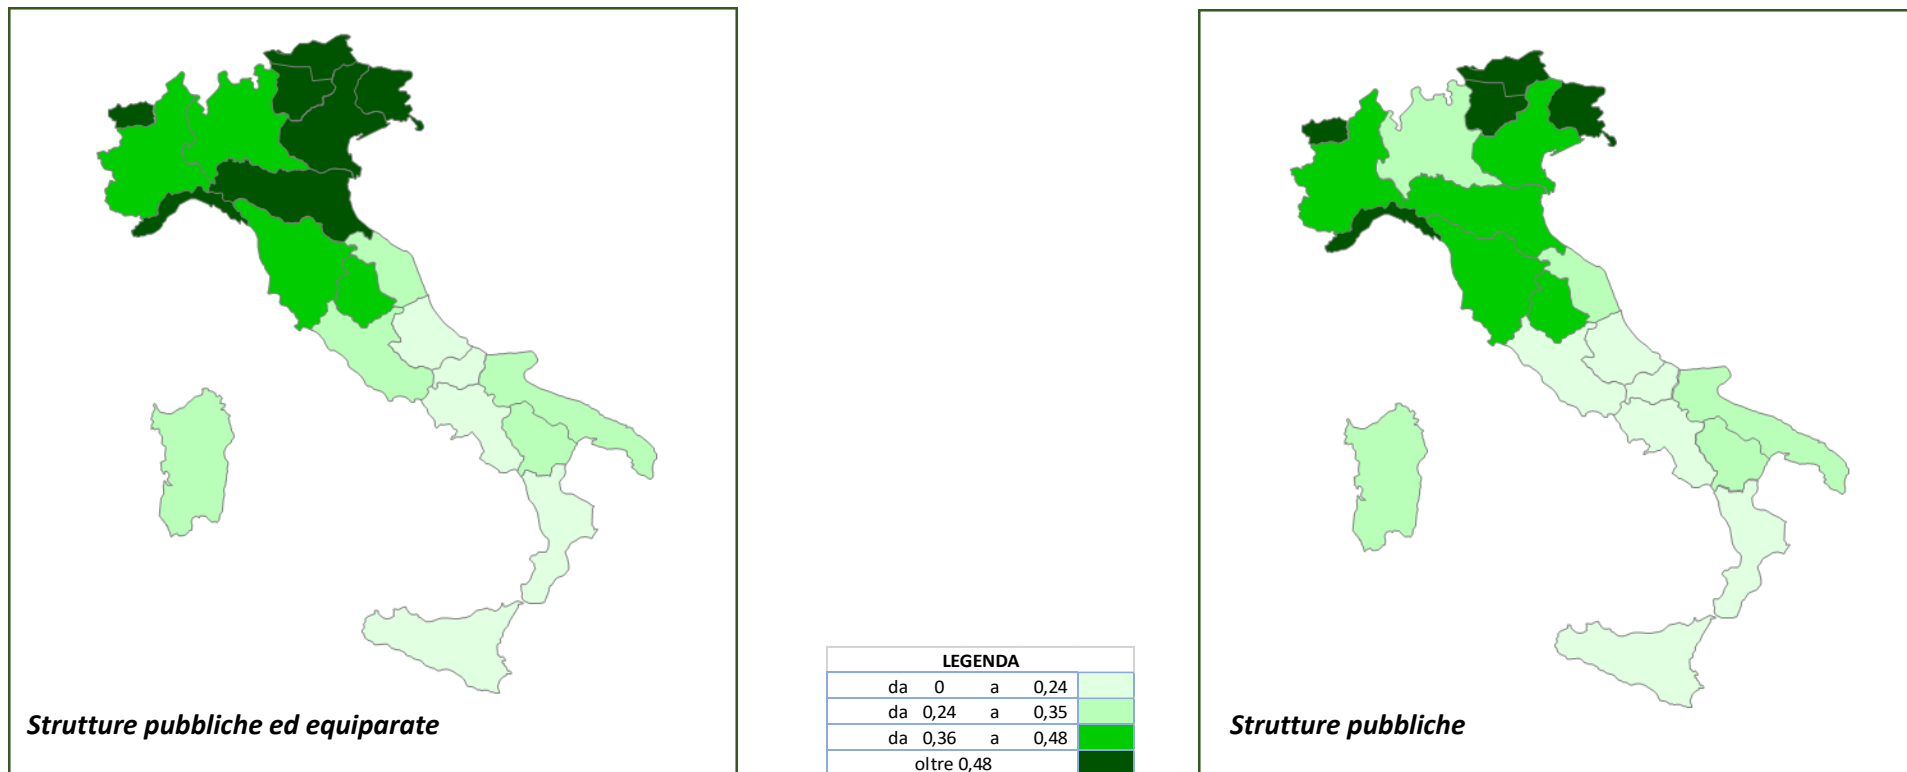 LEGENDA
da 0 a 0,24
da 0,24 a 0,35
da 0,36 a 0,48
oltre 0,48
Strutture pubbliche ed equiparate
Strutture pubbliche